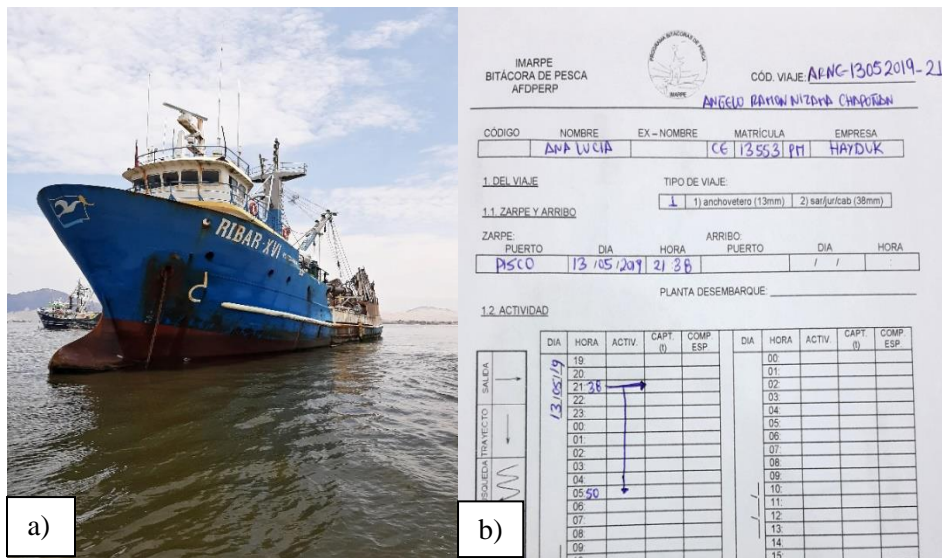 RIBAR-XVI
a)
PROGRAMA BITÁCORAS DE PESCA
IMARPE
IMARPE
BITÁCORA DE PESCA
AFDPERP
CÓD. VIAJE: ARNC-13052019-21
ANGELO RAMON NIZAMA CHAPOÑAN
CÓDIGO NOMBRE EX – NOMBRE MATRÍCULA EMPRESA
ANA LUCIA CE 13553 PM HAYDUK
1. DEL VIAJE TIPO DE VIAJE:
1 1) anchovetero (13mm) 2) sar/jur/cab (38mm)
1.1. ZARPE Y ARRIBO
ZARPE: ARRIBO:
PUERTO DIA HORA PUERTO DIA HORA
PISCO 13/05/2019 21:38 / / :
PLANTA DESEMBARQUE:
1.2. ACTIVIDAD
DIA HORA ACTIV. CAPT. (t) COMP. ESP. DIA HORA ACTIV. CAPT. (t) COMP. ESP.
13/05/19
19: 00:
20: 01:
21: 38 02:
22: 03:
23: 04:
00: 05:
01: 06:
02: 07:
03: 08:
04: 09:
05: 50 10:
06: 11:
07: 12:
08: 13:
09: 14:
15:
SALIDA
TRAYECTO
b)